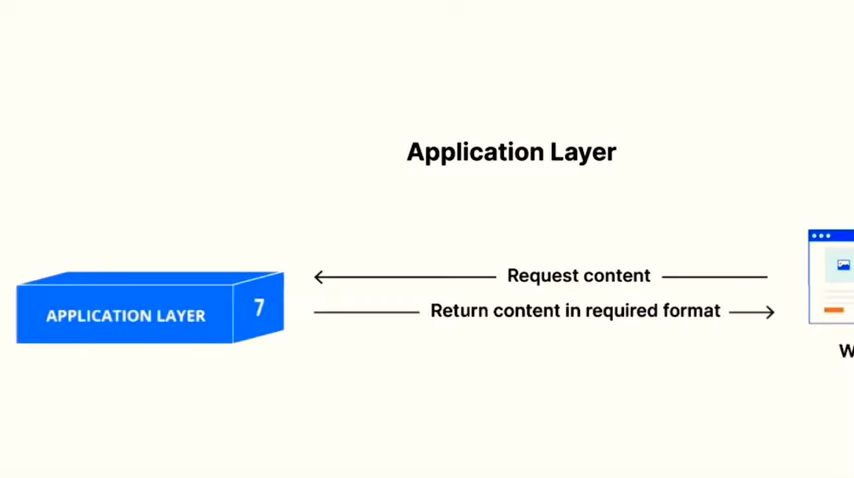 Application Layer
Request content
APPLICATION LAYER 7
Return content in required format